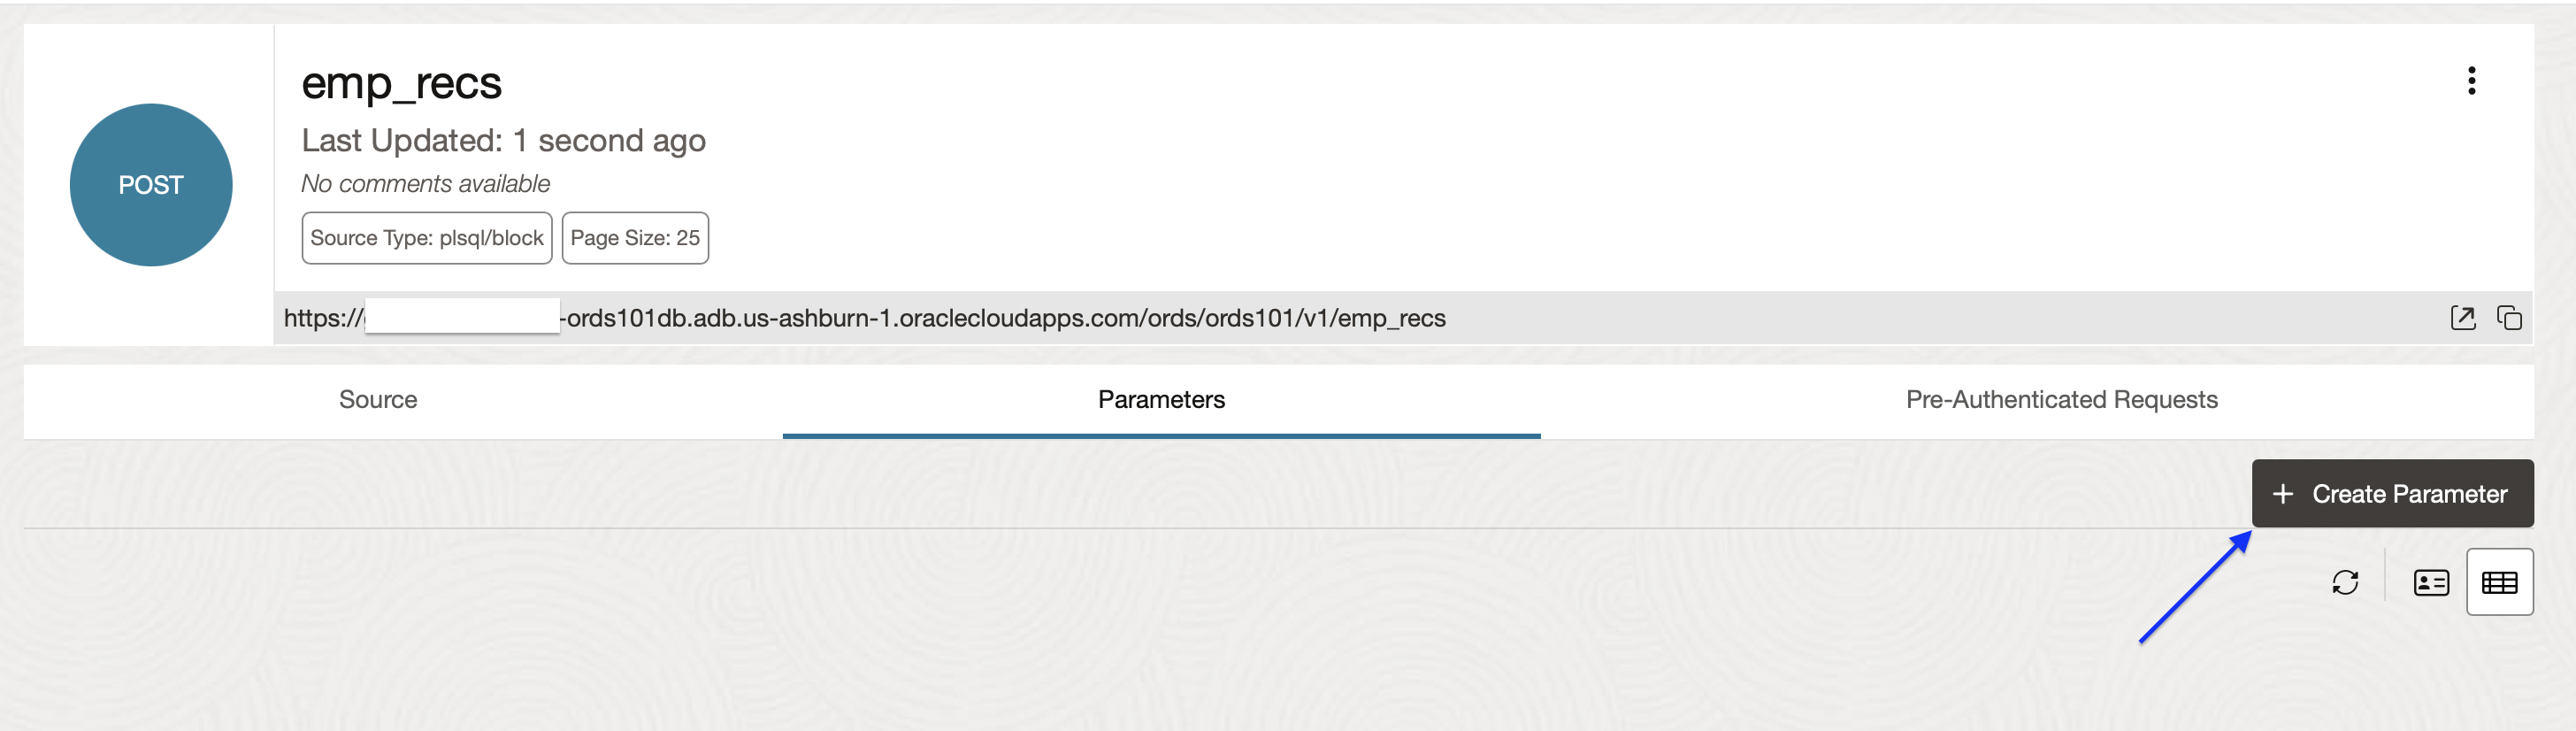 emp_recs
Last Updated: 1 second ago
POST
No comments available
Source Type: plsql/block Page Size: 25
https:// -ords101db.adb.us-ashburn-1.oraclecloudapps.com/ords/ords101/v1/emp_recs
Source Parameters Pre-Authenticated Requests
+ Create Parameter